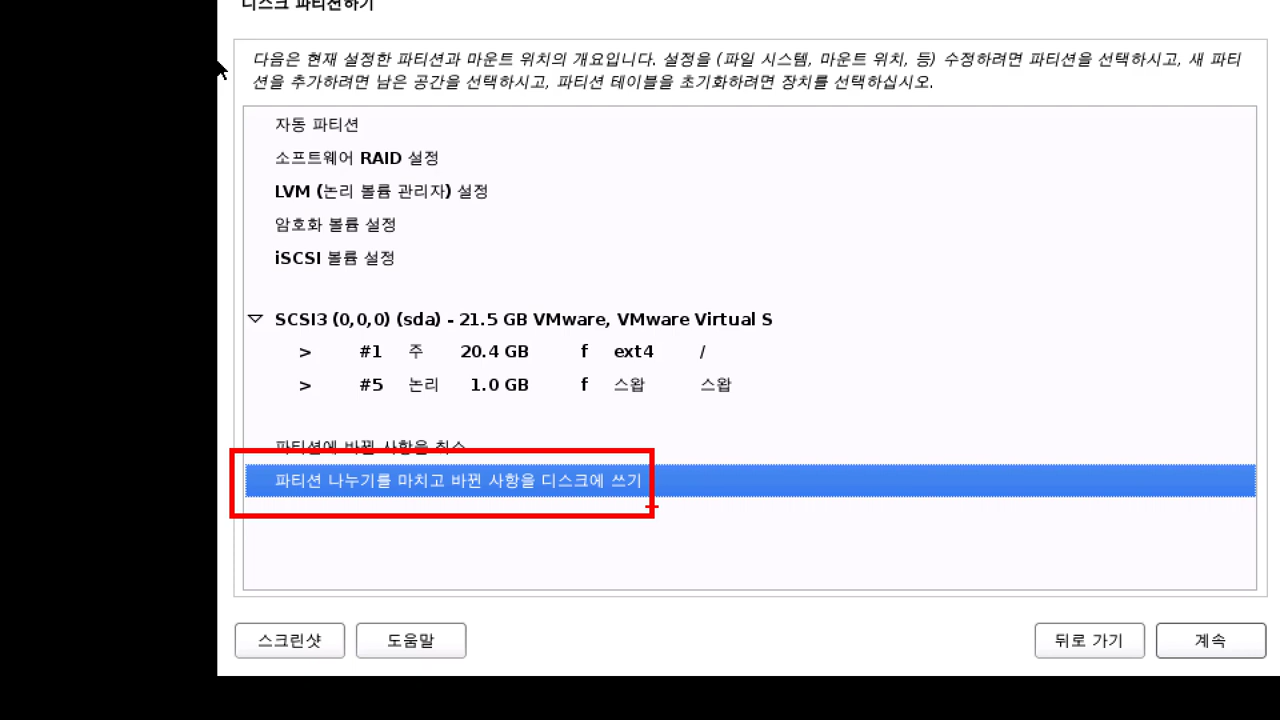 디스크 파티션하기
다음은 현재 설정한 파티션과 마운트 위치의 개요입니다. 설정을 (파일 시스템, 마운트 위치, 등) 수정하려면 파티션을 선택하시고, 새 파티
션을 추가하려면 남은 공간을 선택하시고, 파티션 테이블을 초기화하려면 장치를 선택하십시오.
자동 파티션
소프트웨어 RAID 설정
LVM (논리 볼륨 관리자) 설정
암호화 볼륨 설정
iSCSI 볼륨 설정
SCSI3 (0,0,0) (sda) - 21.5 GB VMware, VMware Virtual S
> #1 주 20.4 GB f ext4 /
> #5 논리 1.0 GB f 스왑 스왑
파티션에 바뀐 사항을 취소
파티션 나누기를 마치고 바뀐 사항을 디스크에 쓰기
스크린샷 도움말 뒤로 가기 계속